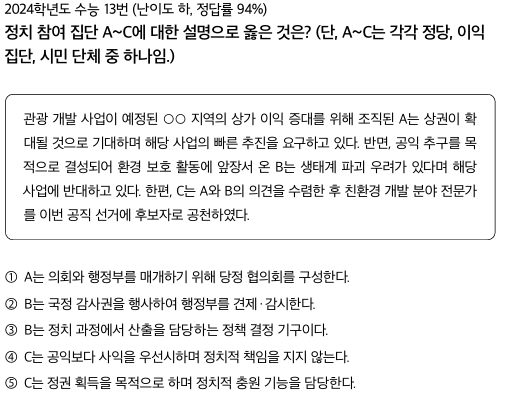 2024학년도 수능 13번 (난이도 하, 정답률 94%)
정치 참여 집단 A~C에 대한 설명으로 옳은 것은? (단, A~C는 각각 정당, 이익
집단, 시민 단체 중 하나임.)
관광 개발 사업이 예정된 ○○ 지역의 상가 이익 증대를 위해 조직된 A는 상권이 확
대될 것으로 기대하며 해당 사업의 빠른 추진을 요구하고 있다. 반면, 공익 추구를 목
적으로 결성되어 환경 보호 활동에 앞장서 온 B는 생태계 파괴 우려가 있다며 해당
사업에 반대하고 있다. 한편, C는 A와 B의 의견을 수렴한 후 친환경 개발 분야 전문가
를 이번 공직 선거에 후보자로 공천하였다.
① A는 의회와 행정부를 매개하기 위해 당정 협의회를 구성한다.
② B는 국정 감사권을 행사하여 행정부를 견제·감시한다.
③ B는 정치 과정에서 산출을 담당하는 정책 결정 기구이다.
④ C는 공익보다 사익을 우선시하며 정치적 책임을 지지 않는다.
⑤ C는 정권 획득을 목적으로 하며 정치적 충원 기능을 담당한다.